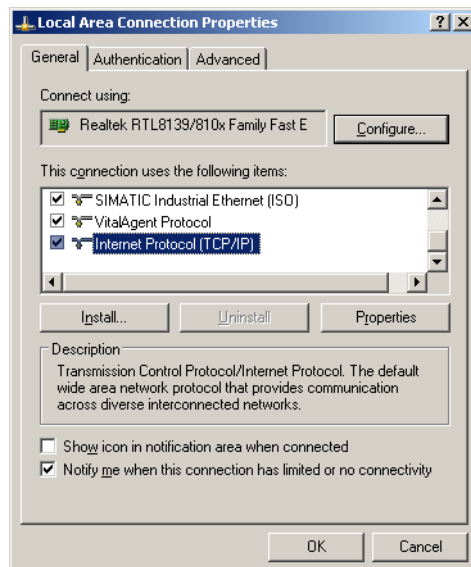 Local Area Connection Properties
General Authentication Advanced
Connect using:
Realtek RTL8139/810x Family Fast E
Configure...
This connection uses the following items:
SIMATIC Industrial Ethernet (ISO)
VitalAgent Protocol
Internet Protocol (TCP/IP)
Install... Uninstall Properties
Description
Transmission Control Protocol/Internet Protocol. The default
wide area network protocol that provides communication
across diverse interconnected networks.
Show icon in notification area when connected
Notify me when this connection has limited or no connectivity
OK Cancel